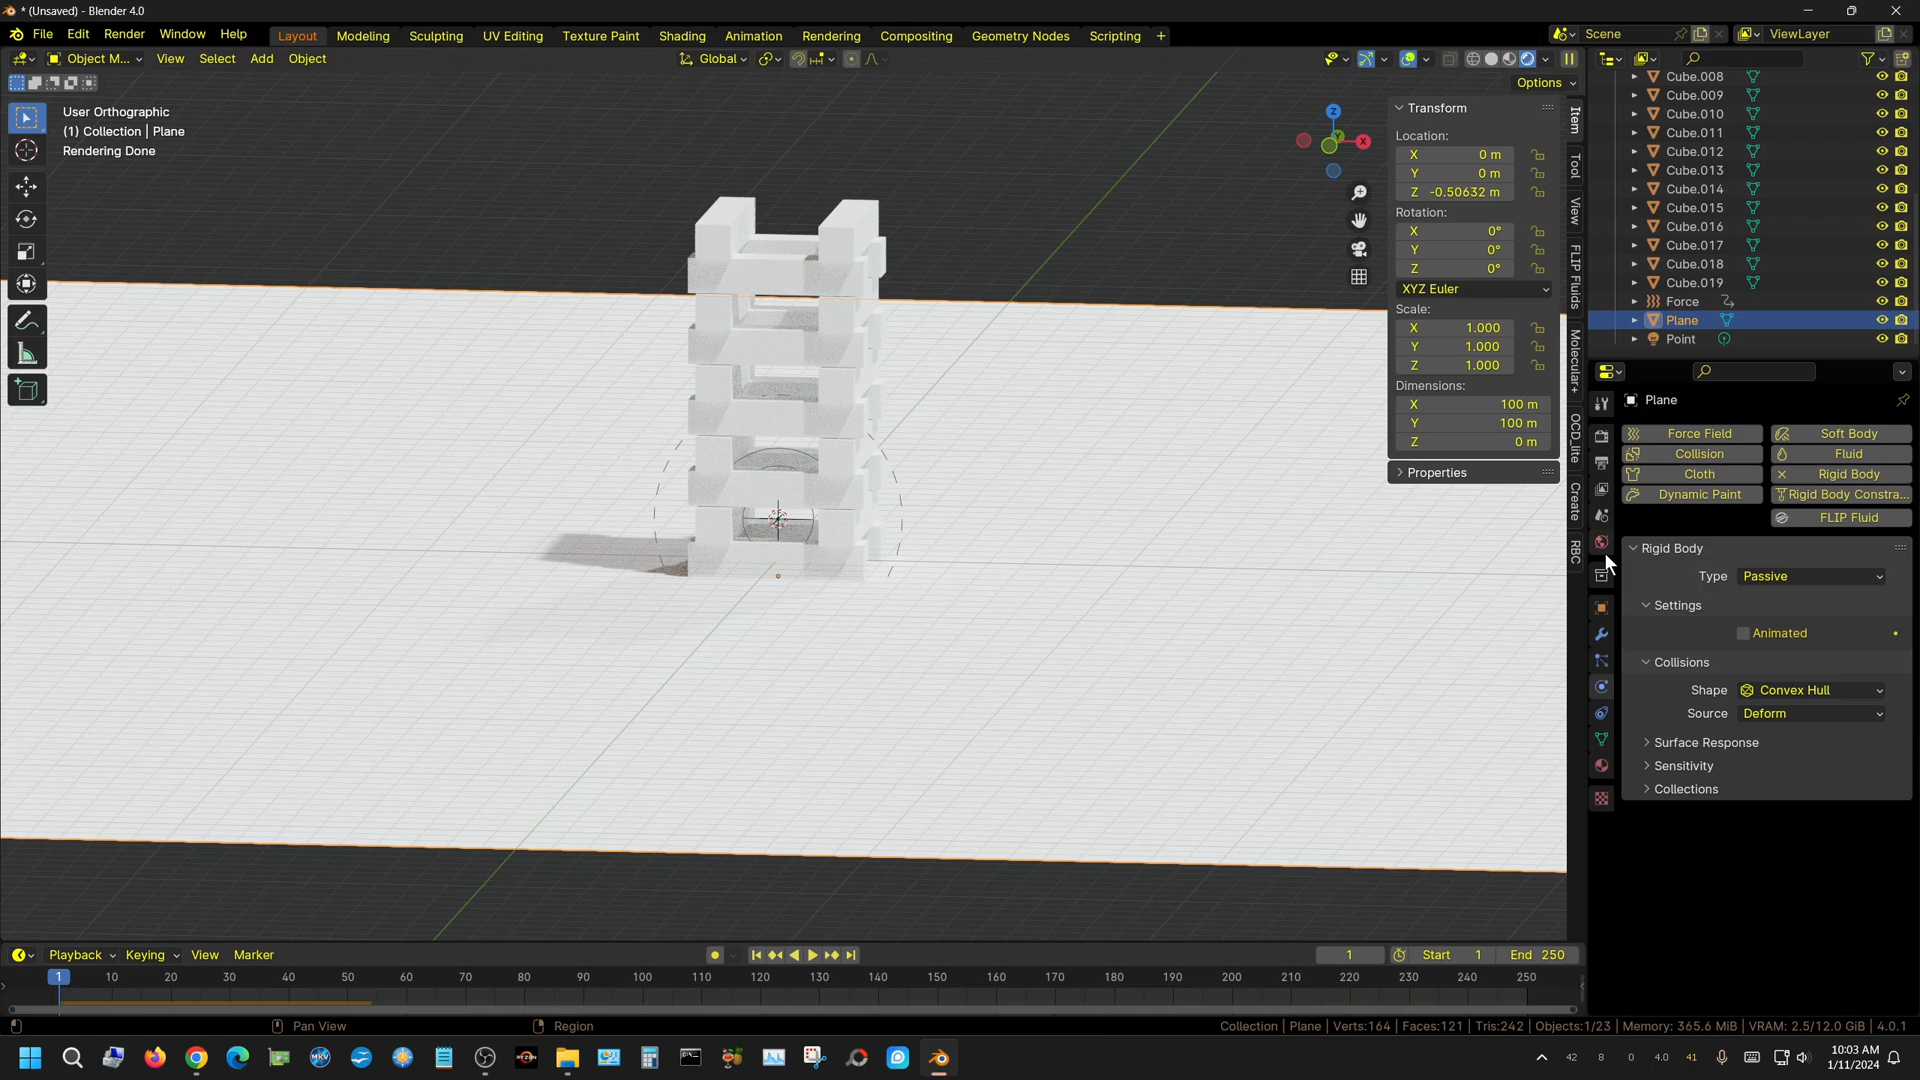 * (Unsaved) - Blender 4.0
File Edit Render Window Help Layout Modeling Sculpting UV Editing Texture Paint Shading Animation Rendering Compositing Geometry Nodes Scripting + Scene ViewLayer
Object M... View Select Add Object Global
Options
User Orthographic
(1) Collection | Plane
Rendering Done
Z
X
Y
Transform
Location:
X 0 m
Y 0 m
Z -0.50632 m
Rotation:
X 0°
Y 0°
Z 0°
XYZ Euler
Scale:
X 1.000
Y 1.000
Z 1.000
Dimensions:
X 100 m
Y 100 m
Z 0 m
Properties
Item
Tool
View
FLIP Fluids
Molecular+
OCD_lite
Create
RBC
Cube.008
Cube.009
Cube.010
Cube.011
Cube.012
Cube.013
Cube.014
Cube.015
Cube.016
Cube.017
Cube.018
Cube.019
Force
Plane
Point
Plane
Force Field Soft Body
Collision Fluid
Cloth Rigid Body
Dynamic Paint Rigid Body Constra...
FLIP Fluid
Rigid Body
Type Passive
Settings
Animated
Collisions
Shape Convex Hull
Source Deform
Surface Response
Sensitivity
Collections
Playback Keying View Marker 1 Start 1 End 250
1 10 20 30 40 50 60 70 80 90 100 110 120 130 140 150 160 170 180 190 200 210 220 230 240 250
Pan View Region Collection | Plane | Verts:164 | Faces:121 | Tris:242 | Objects:1/23 | Memory: 365.6 MiB | VRAM: 2.5/12.0 GiB | 4.0.1
MKV RYZEN 42 8 0 4.0 41 10:03 AM
1/11/2024